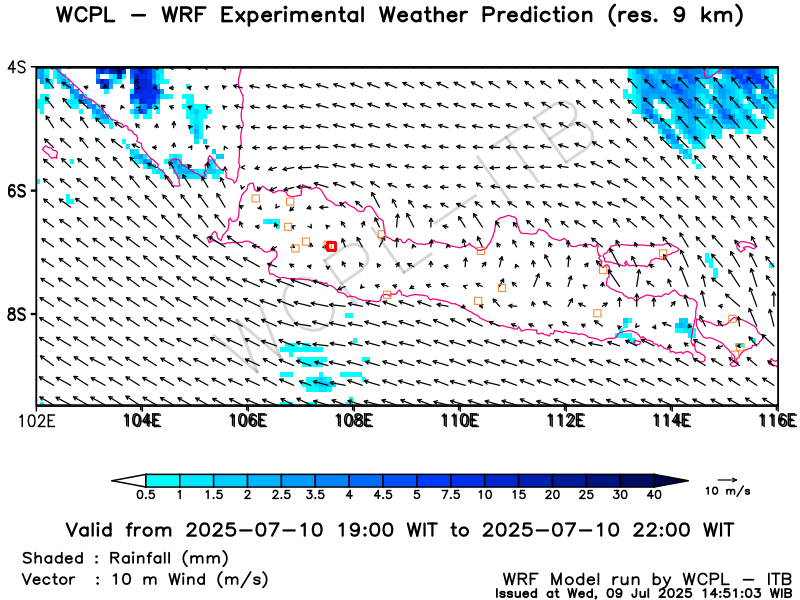 WCPL – WRF Experimental Weather Prediction (res. 9 km)
WCPL–ITB
4S
6S
8S
102E 104E 106E 108E 110E 112E 114E 116E
0.5 1 1.5 2 2.5 3.5 4.5 5 7.5 10 15 20 25 30 40
10 m/s
Valid from 2025-07-10 19:00 WIT to 2025-07-10 22:00 WIT
Shaded : Rainfall (mm)
Vector : 10 m Wind (m/s)
WRF Model run by WCPL – ITB
Issued at Wed, 09 Jul 2025 14:51:03 WIB